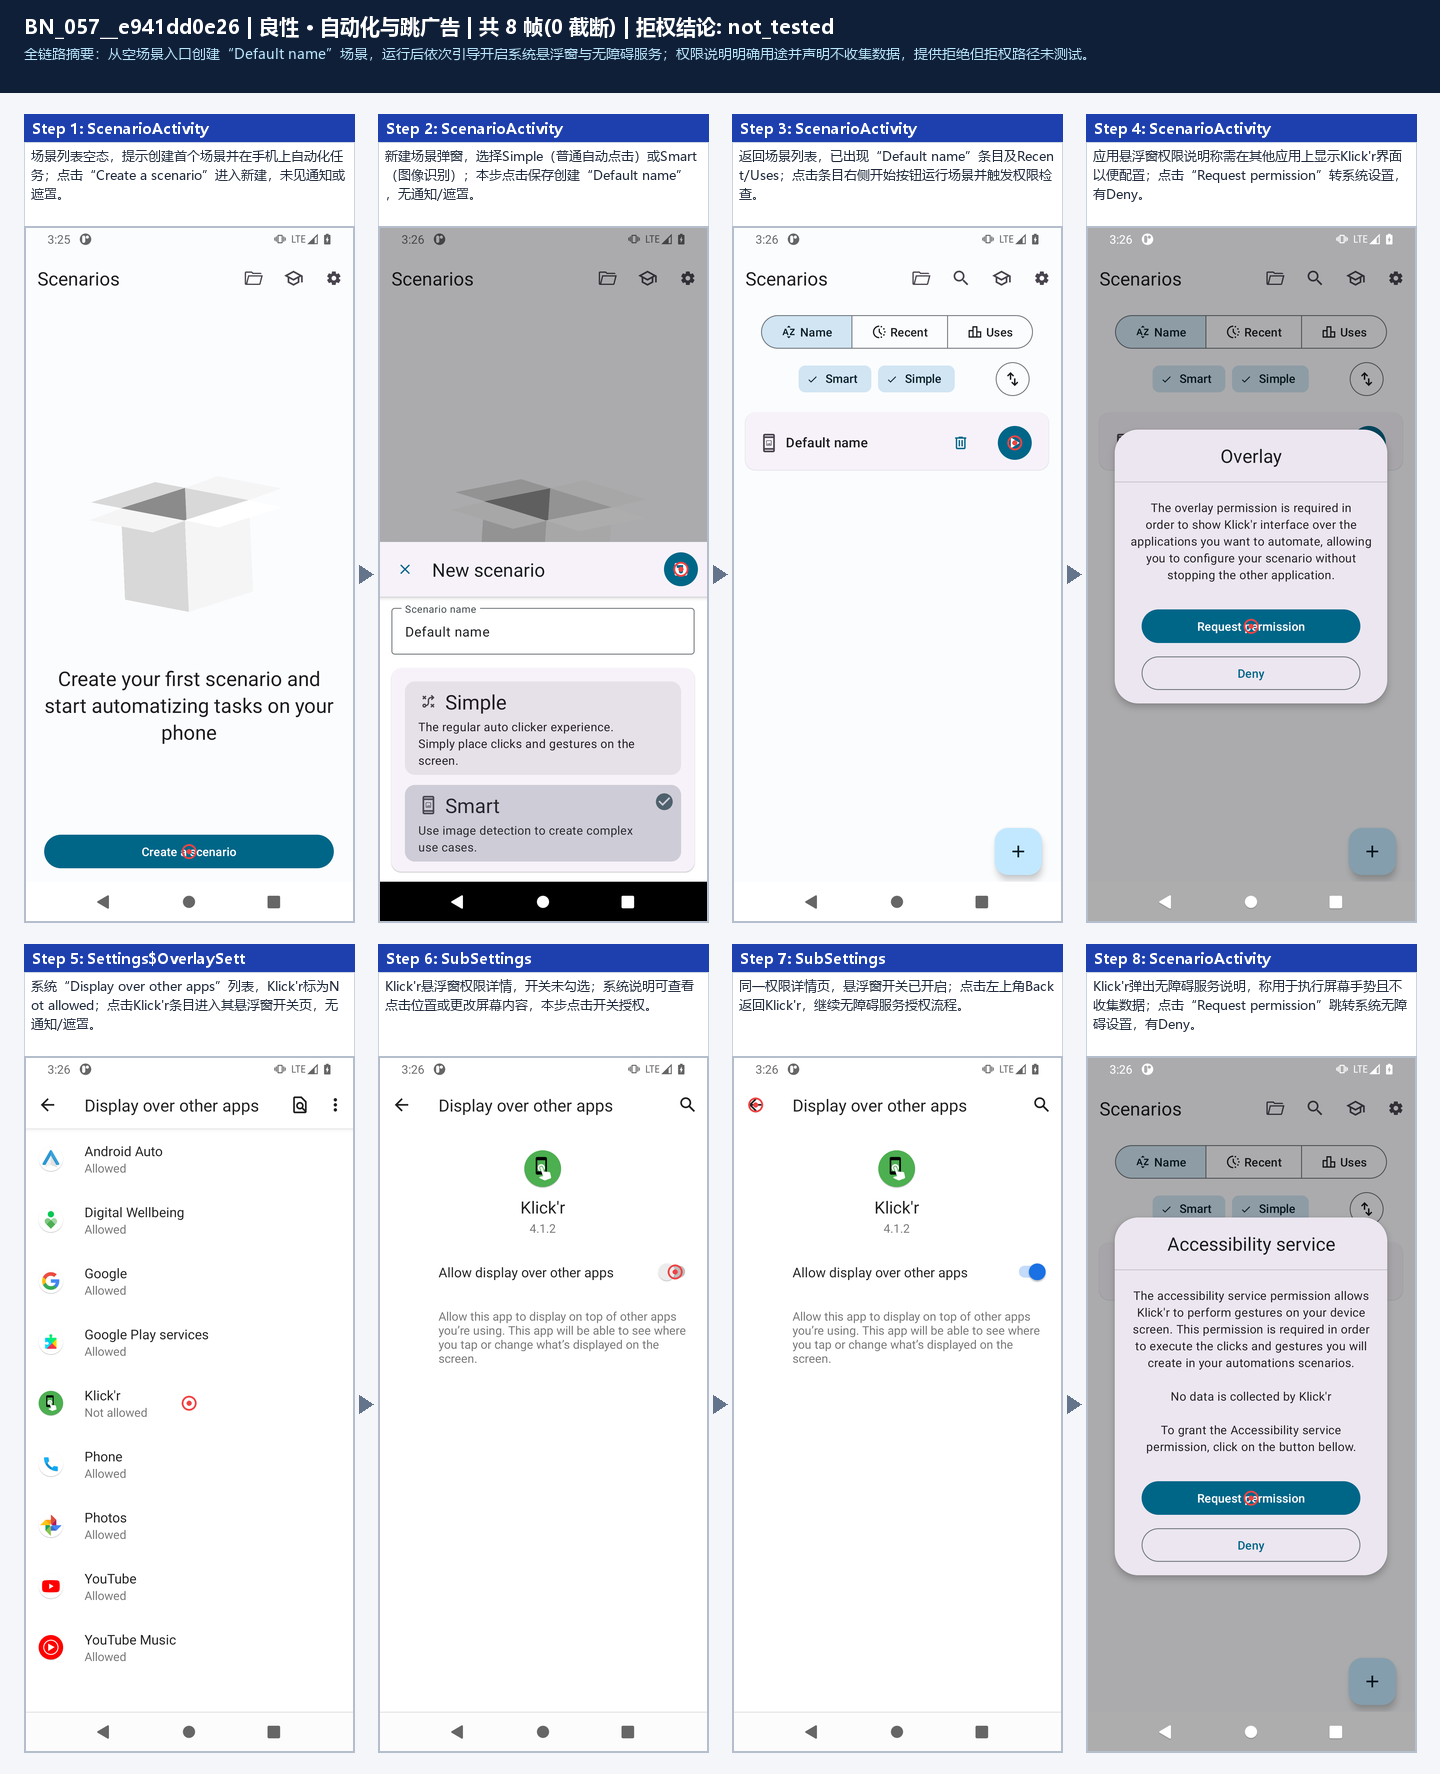 BN_057__e941dd0e26 | 良性 • 自动化与跳广告 | 共 8 帧(0 截断) | 拒权结论: not_tested
全链路摘要：从空场景入口创建“Default name”场景，运行后依次引导开启系统悬浮窗与无障碍服务；权限说明明确用途并声明不收集数据，提供拒绝但拒权路径未测试。
Step 1: ScenarioActivity
场景列表空态，提示创建首个场景并在手机上自动化任
务；点击“Create a scenario”进入新建，未见通知或
遮罩。
3:25
LTE
Scenarios
Create your first scenario and
start automatizing tasks on your
phone
Create a scenario
Step 2: ScenarioActivity
新建场景弹窗，选择Simple（普通自动点击）或Smart
（图像识别）；本步点击保存创建“Default name”
，无通知/遮罩。
3:26
LTE
Scenarios
New scenario
Scenario name
Default name
Simple
The regular auto clicker experience.
Simply place clicks and gestures on the
screen.
Smart
Use image detection to create complex
use cases.
Step 3: ScenarioActivity
返回场景列表，已出现“Default name”条目及Recen
t/Uses；点击条目右侧开始按钮运行场景并触发权限检
查。
3:26
LTE
Scenarios
Name
Recent
Uses
Smart
Simple
Default name
Step 4: ScenarioActivity
应用悬浮窗权限说明称需在其他应用上显示Klick'r界面
以便配置；点击“Request permission”转系统设置，
有Deny。
3:26
LTE
Scenarios
Name
Recent
Uses
Smart
Simple
Overlay
The overlay permission is required in
order to show Klick'r interface over the
applications you want to automate, allowing
you to configure your scenario without
stopping the other application.
Request permission
Deny
Step 5: Settings$OverlaySett
系统“Display over other apps”列表，Klick'r标为N
ot allowed；点击Klick'r条目进入其悬浮窗开关页，无
通知/遮罩。
3:26
LTE
Display over other apps
Android Auto
Allowed
Digital Wellbeing
Allowed
Google
Allowed
Google Play services
Allowed
Klick'r
Not allowed
Phone
Allowed
Photos
Allowed
YouTube
Allowed
YouTube Music
Allowed
Step 6: SubSettings
Klick'r悬浮窗权限详情，开关未勾选；系统说明可查看
点击位置或更改屏幕内容，本步点击开关授权。
3:26
LTE
Display over other apps
Klick'r
4.1.2
Allow display over other apps
Allow this app to display on top of other apps
you're using. This app will be able to see where
you tap or change what's displayed on the
screen.
Step 7: SubSettings
同一权限详情页，悬浮窗开关已开启；点击左上角Back
返回Klick'r，继续无障碍服务授权流程。
3:26
LTE
Display over other apps
Klick'r
4.1.2
Allow display over other apps
Allow this app to display on top of other apps
you're using. This app will be able to see where
you tap or change what's displayed on the
screen.
Step 8: ScenarioActivity
Klick'r弹出无障碍服务说明，称用于执行屏幕手势且不
收集数据；点击“Request permission”跳转系统无障
碍设置，有Deny。
3:26
LTE
Scenarios
Name
Recent
Uses
Smart
Simple
Accessibility service
The accessibility service permission allows
Klick'r to perform gestures on your device
screen. This permission is required in order
to execute the clicks and gestures you will
create in your automations scenarios.
No data is collected by Klick'r
To grant the Accessibility service
permission, click on the button bellow.
Request permission
Deny